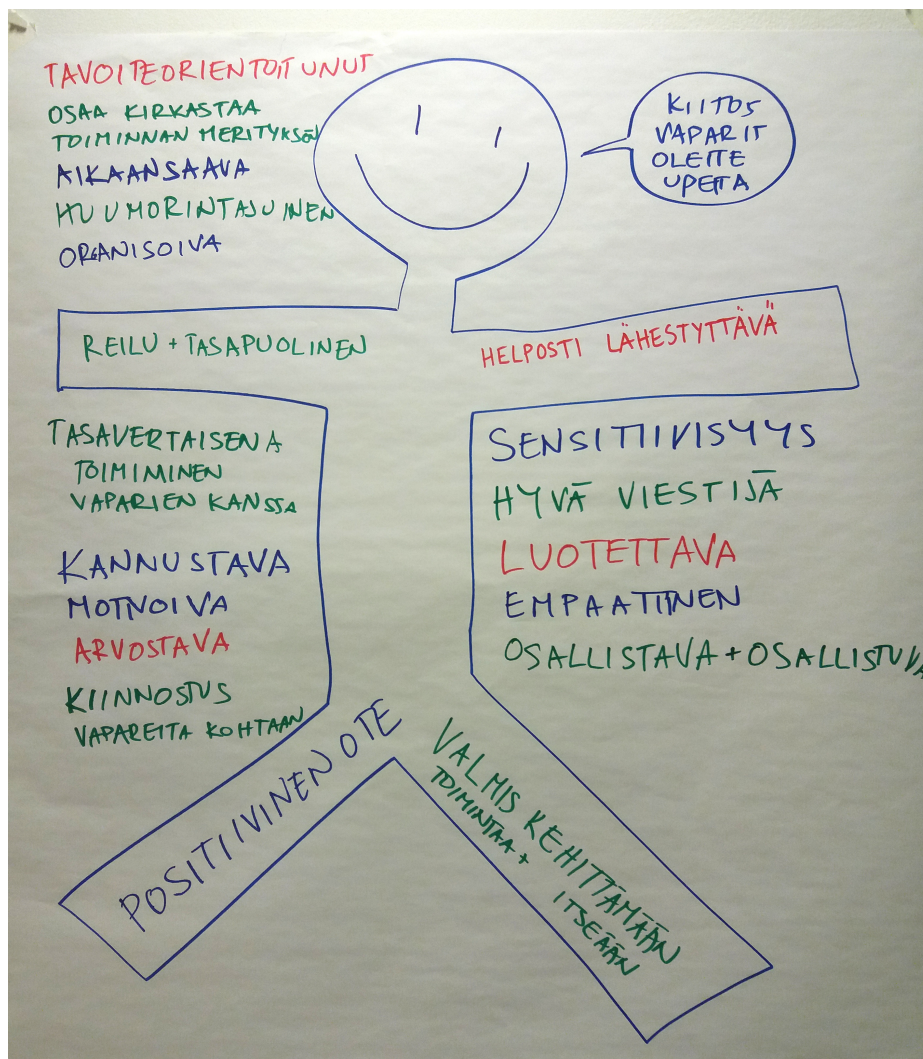 TAVOITEORIENTOITUNUT
OSAA KIRKASTAA
TOIMINNAN MERITYKSEN
AIKAANSAAVA
HUUMORINTAJUINEN
ORGANISOIVA
KIITOS
VAPARIT
OLETTE
UPEITA
REILU + TASAPUOLINEN
HELPOSTI LÄHESTYTTÄVÄ
TASAVERTAISENA
TOIMIMINEN
VAPARIEN KANSSA
KANNUSTAVA
MOTIVOIVA
ARVOSTAVA
KIINNOSTUS
VAPAREITA KOHTAAN
SENSITIIVISYYS
HYVÄ VIESTIJÄ
LUOTETTAVA
EMPAATTINEN
OSALLISTAVA + OSALLISTUVA
POSITIIVINEN OTE
VALMIS KEHITTÄMÄÄN
TOIMINTAA +
ITSEÄÄN